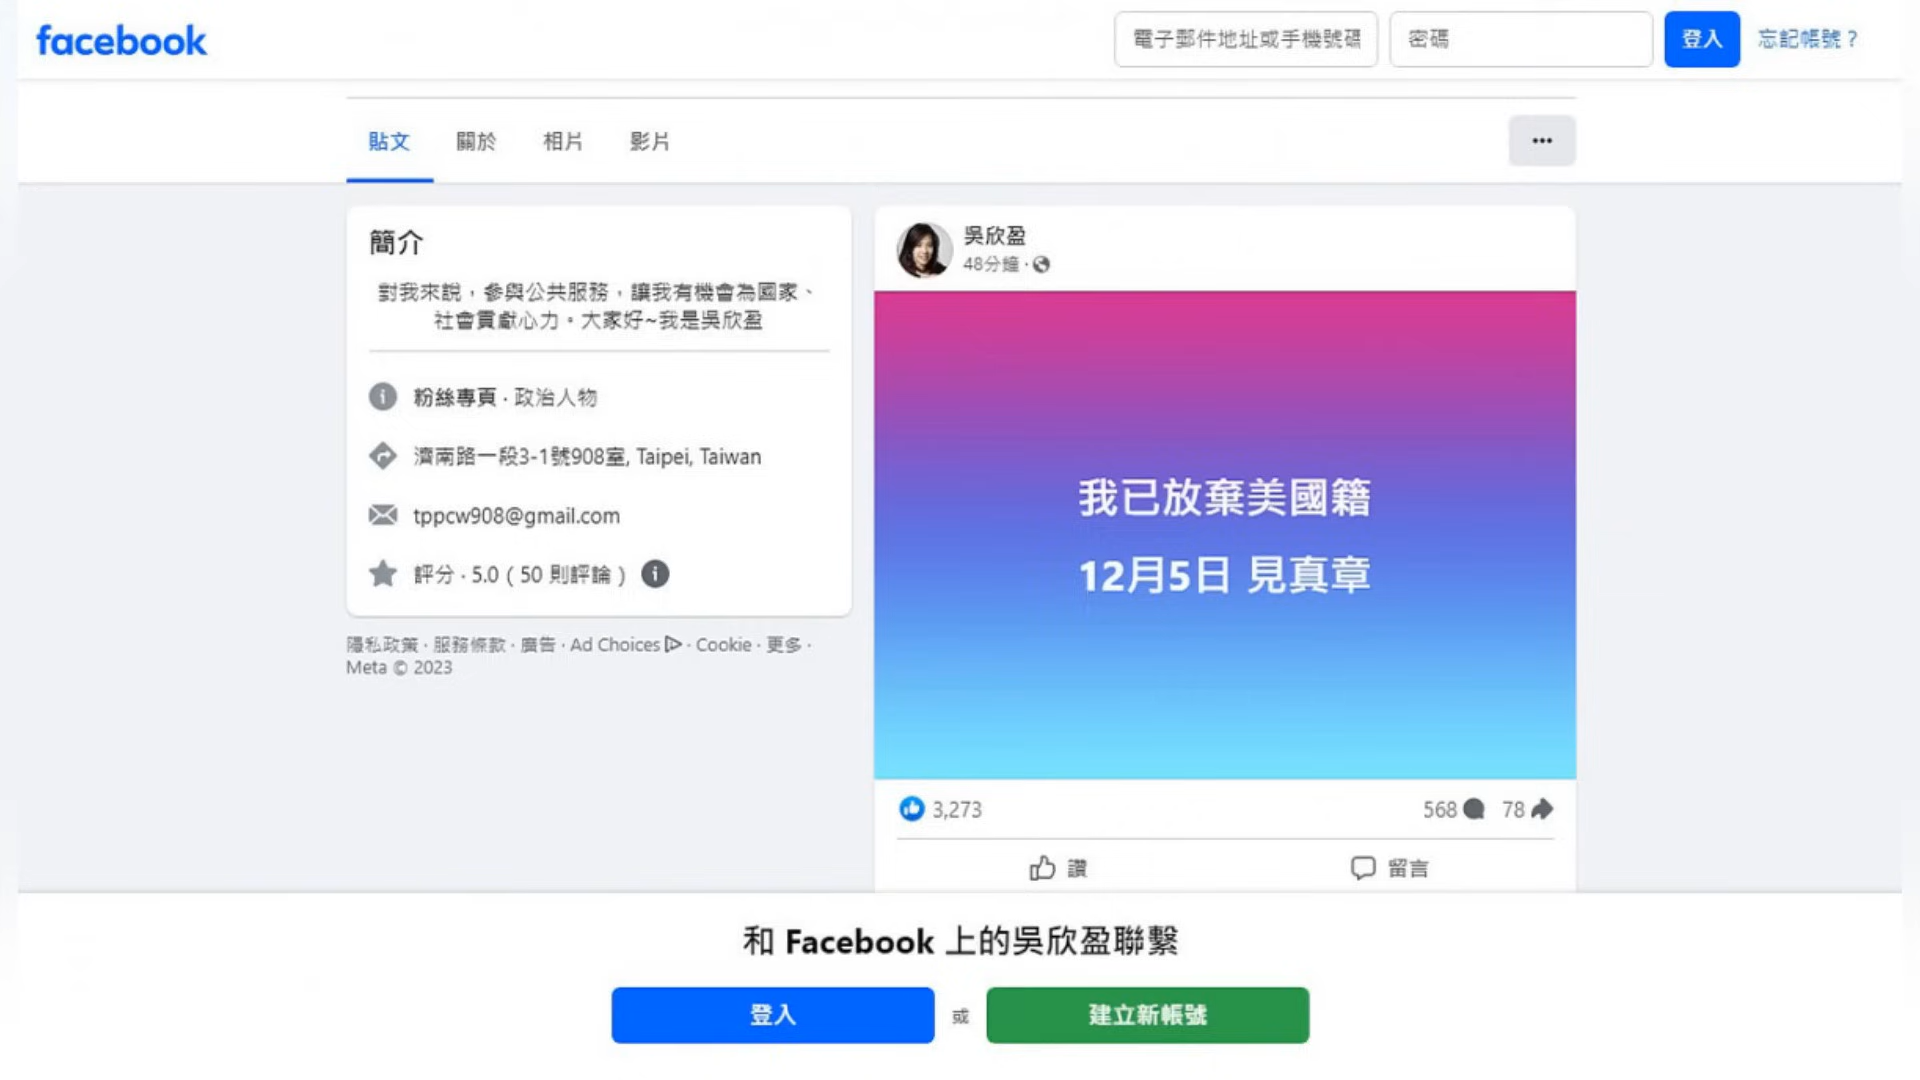 facebook
電子郵件地址或手機號碼
密碼
登入
忘記帳號？
貼文
關於
相片
影片
簡介
對我來說，參與公共服務，讓我有機會為國家、
社會貢獻心力。大家好~我是吳欣盈
粉絲專頁 · 政治人物
濟南路一段3-1號908室, Taipei, Taiwan
tppcw908@gmail.com
評分 · 5.0（50 則評論）
隱私政策 · 服務條款 · 廣告 · Ad Choices · Cookie · 更多 ·
Meta © 2023
吳欣盈
48分鐘 ·
我已放棄美國籍
12月5日 見真章
3,273
568
78
讚
留言
和 Facebook 上的吳欣盈聯繫
登入
或
建立新帳號